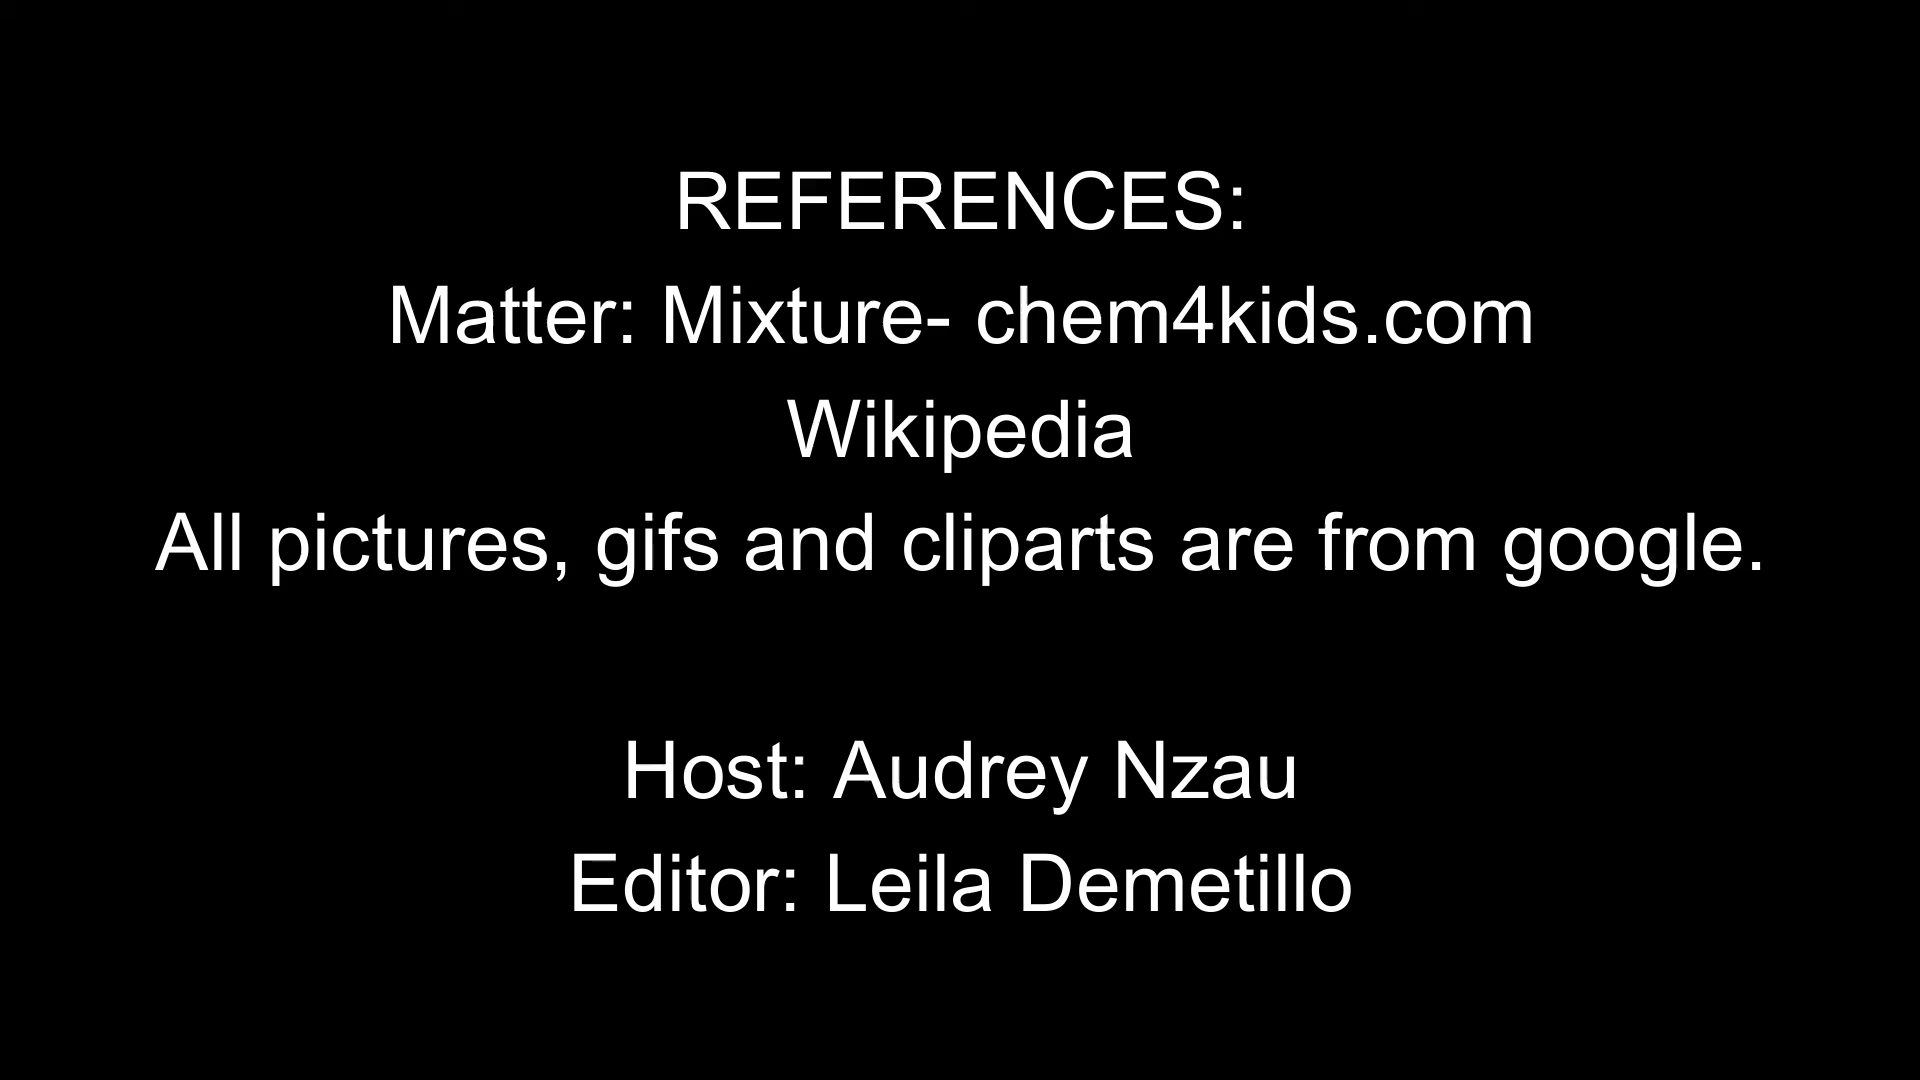 REFERENCES:
Matter: Mixture- chem4kids.com
Wikipedia
All pictures, gifs and cliparts are from google.
Host: Audrey Nzau
Editor: Leila Demetillo